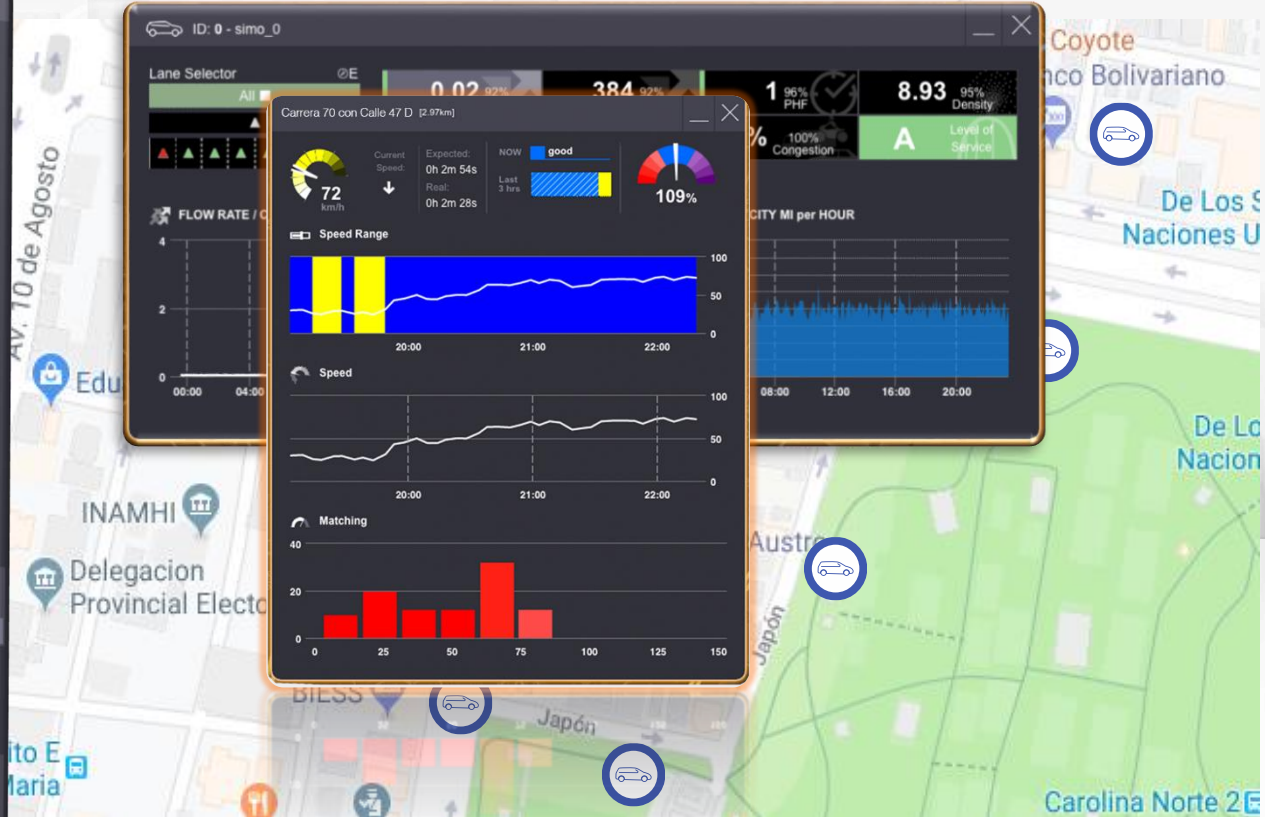 ID: 0 - simo_0
Lane Selector
⊘E
All
0.02 92%
384 92%
1 96%
PHF
8.93 95%
Density
% 100%
Congestion
A
Level of
Service
FLOW RATE /
CITY MI per HOUR
4
2
0
00:00
04:00
08:00
12:00
16:00
20:00
Carrera 70 con Calle 47 D [2.97km]
72
km/h
Current
Speed:
Expected:
0h 2m 54s
Real:
0h 2m 28s
NOW
good
Last
3 hrs
109%
Speed Range
100
50
0
20:00
21:00
22:00
Speed
100
50
0
20:00
21:00
22:00
Matching
40
20
0
0
25
50
75
100
125
150
Coyote
nco Bolivariano
De Los S
Naciones U
Av. 10 de Agosto
Edu
De Lo
Nacion
INAMHI
Delegacion
Provincial Electo
Austro
Japón
BIESS
Japón
ito E
Maria
Carolina Norte 2